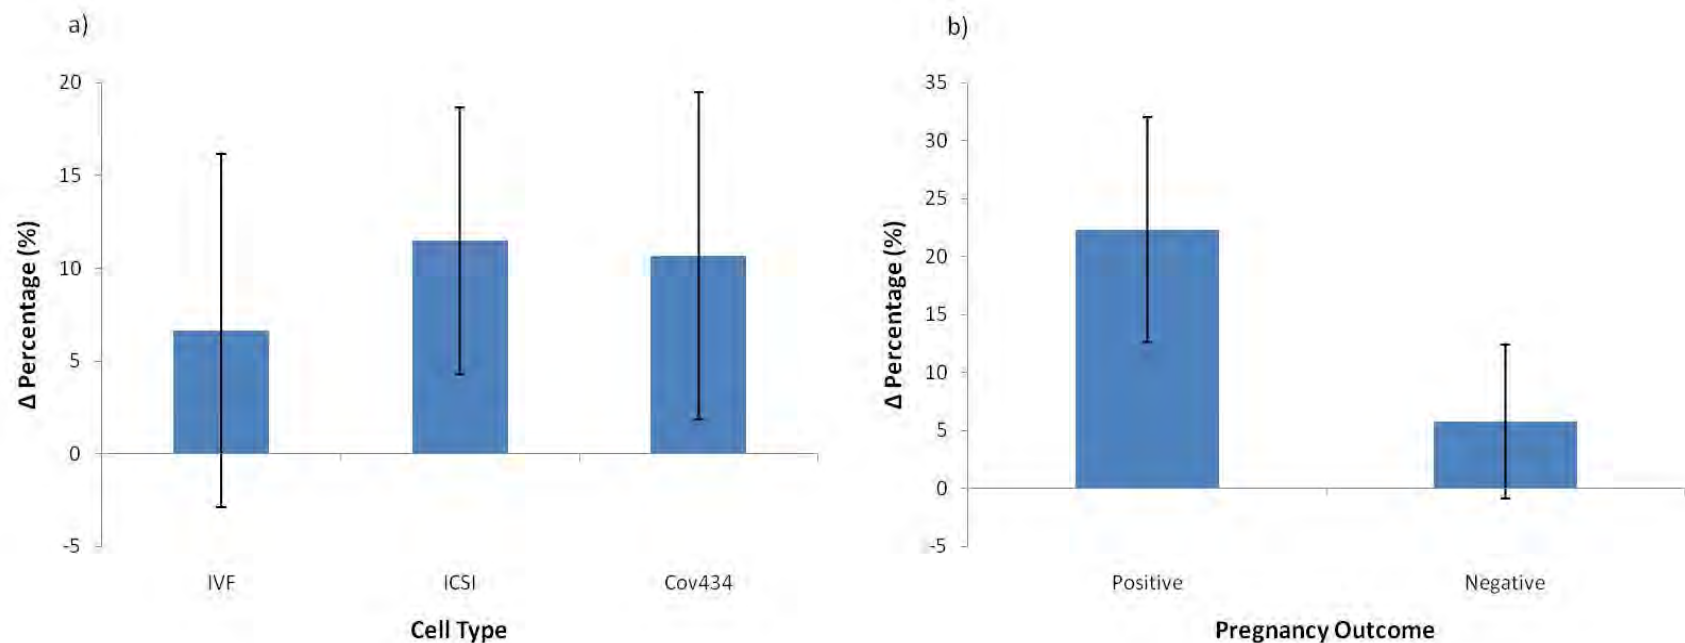 a)
20
15
10
5
0
-5
Δ Percentage (%)
IVF ICSI Cov434
Cell Type
b)
35
30
25
20
15
10
5
0
-5
Δ Percentage (%)
Positive Negative
Pregnancy Outcome